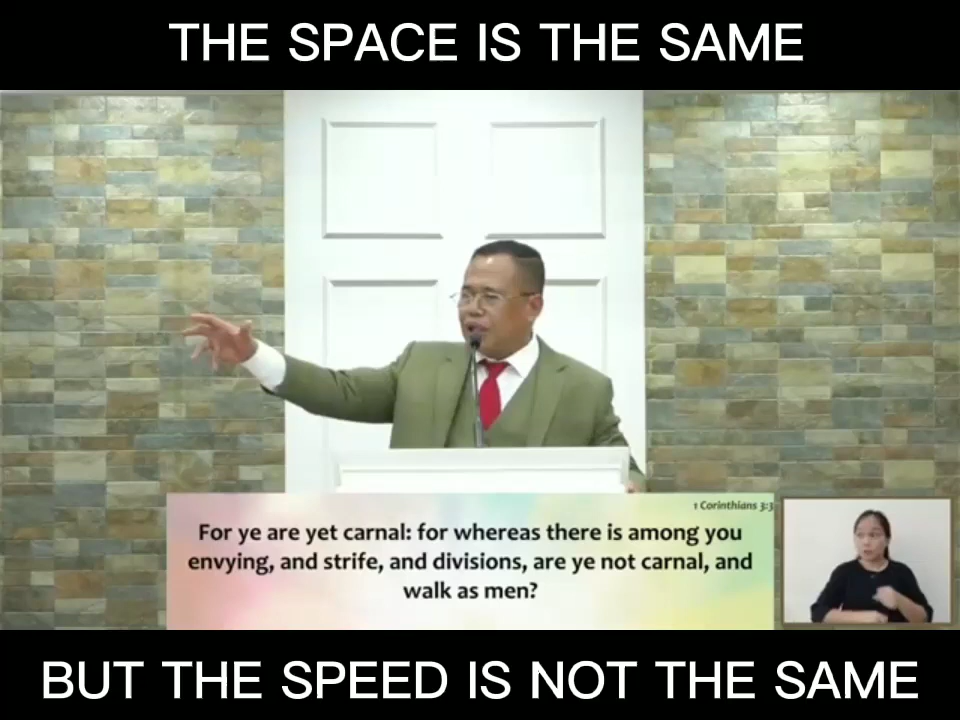 THE SPACE IS THE SAME
1 Corinthians 3:3
For ye are yet carnal: for whereas there is among you
envying, and strife, and divisions, are ye not carnal, and
walk as men?
BUT THE SPEED IS NOT THE SAME